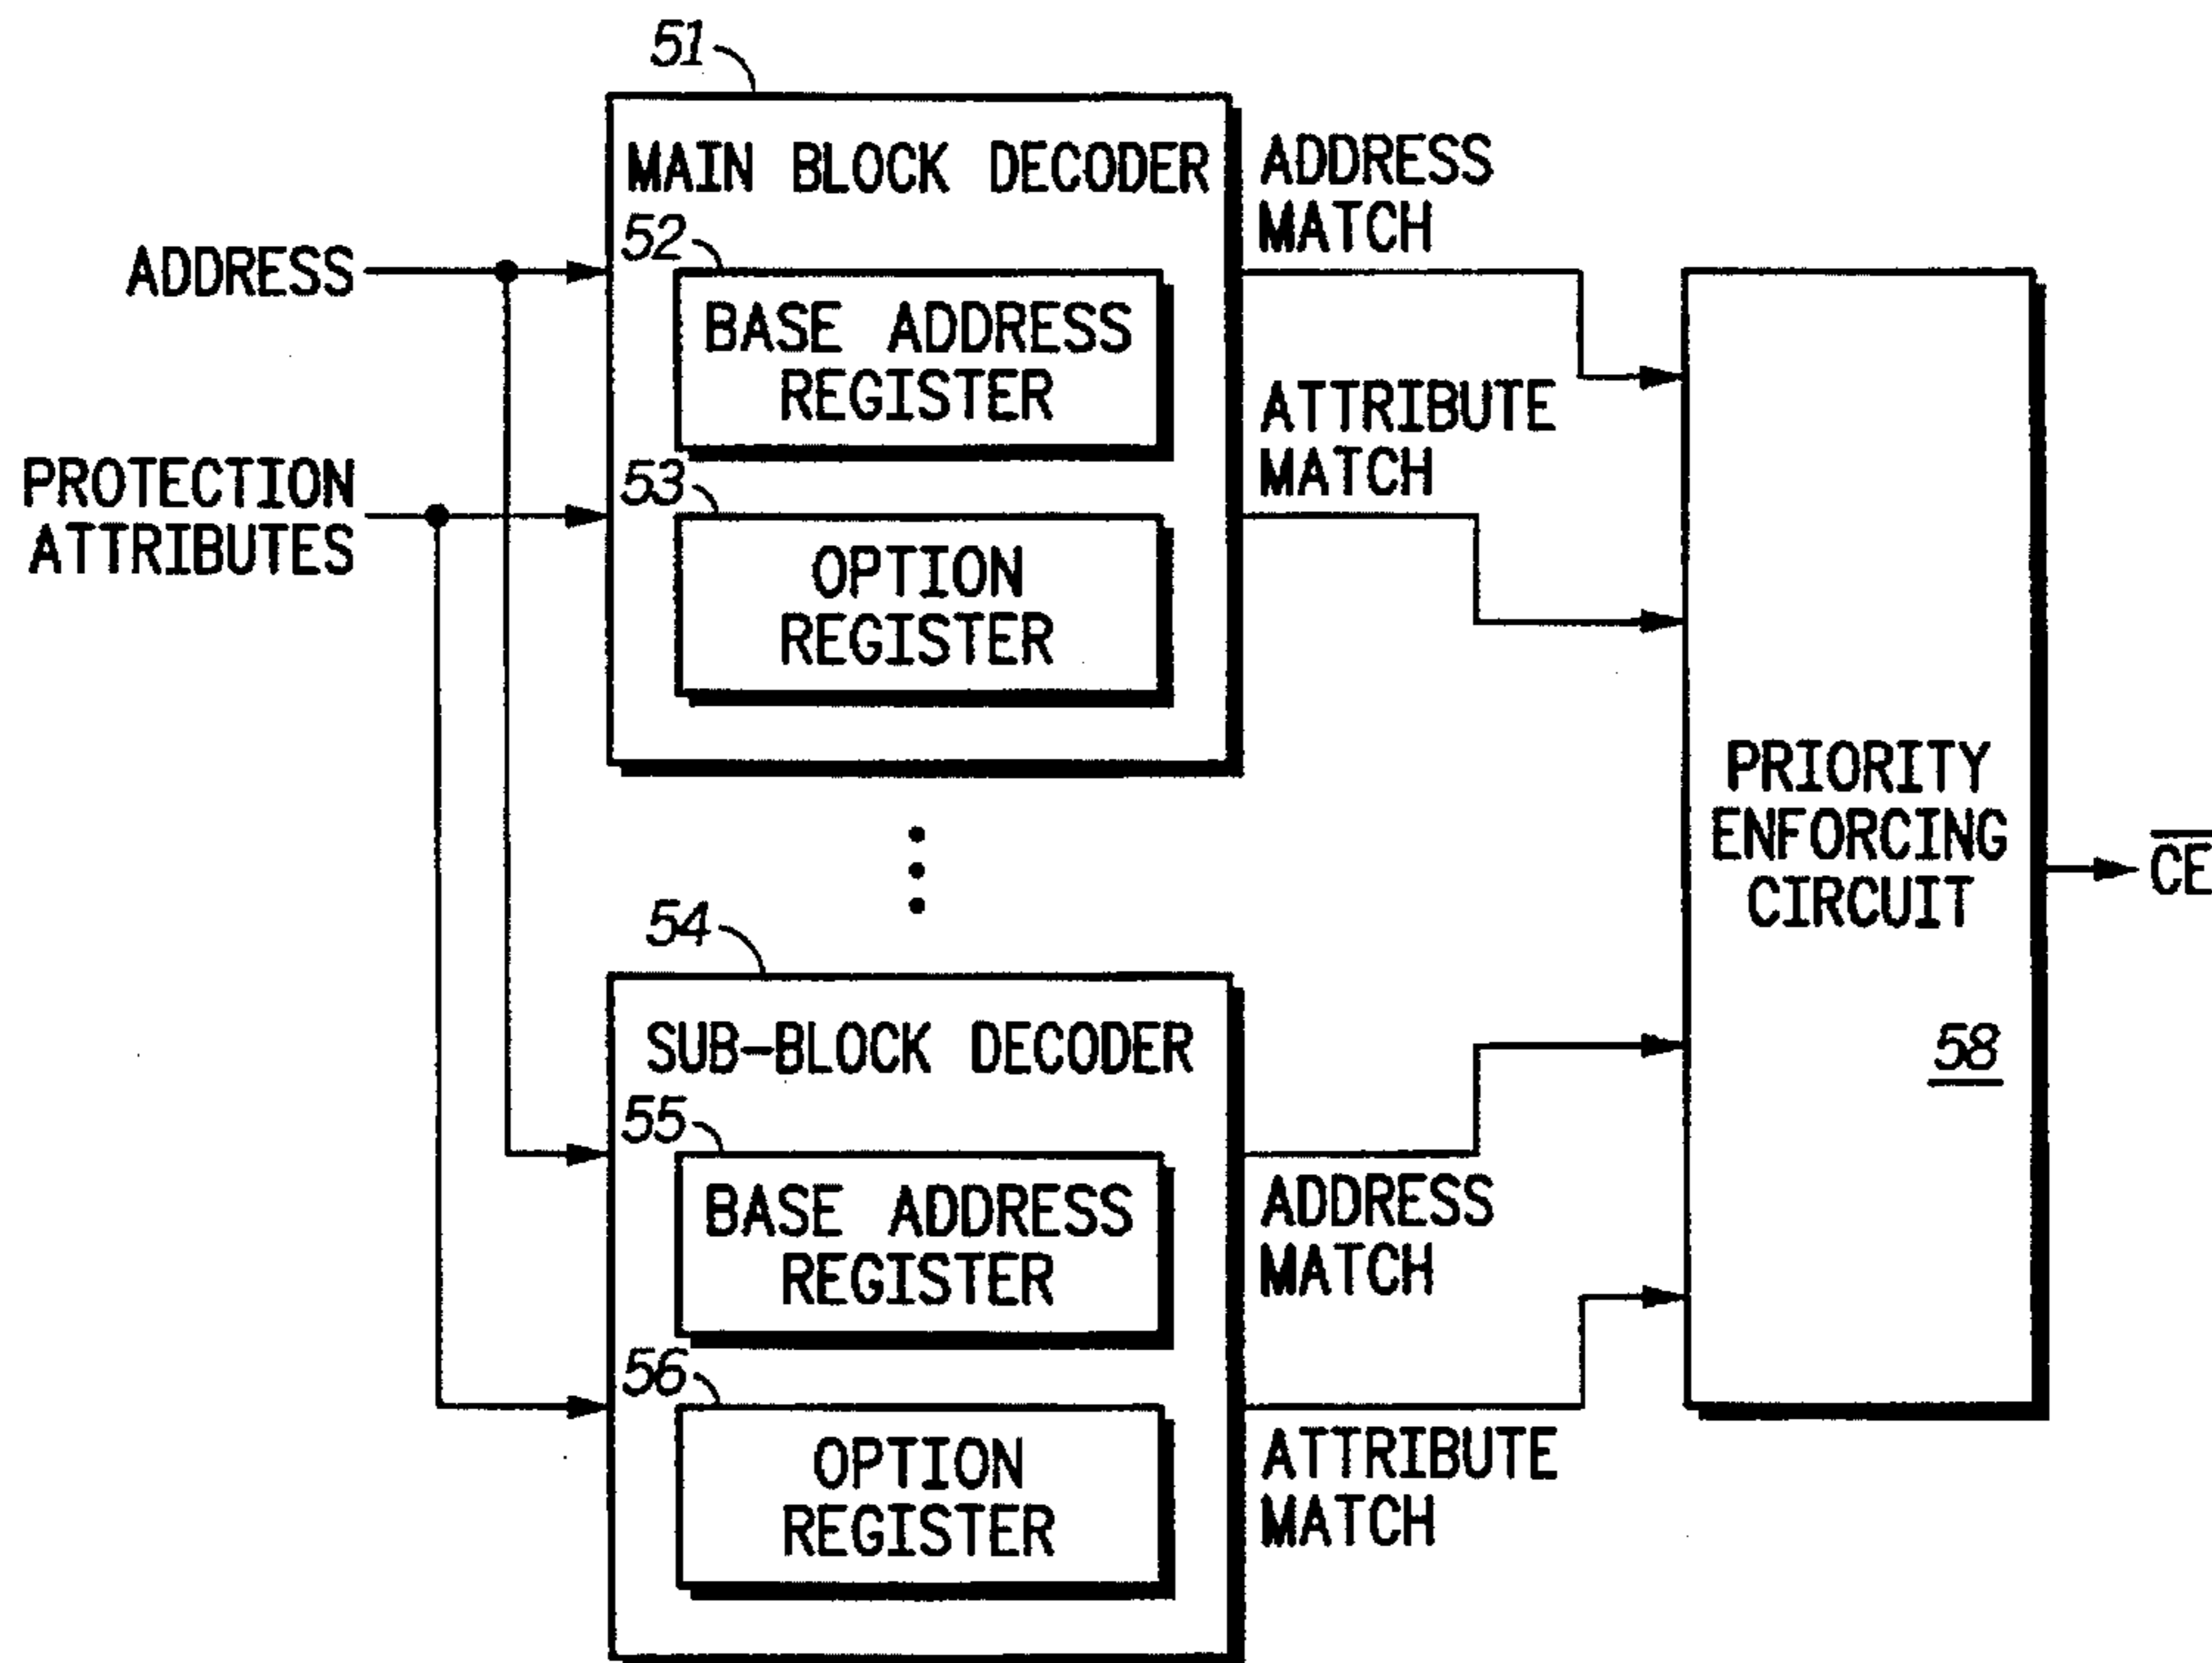 51
MAIN BLOCK DECODER
ADDRESS
MATCH
52
ADDRESS
BASE ADDRESS
REGISTER
ATTRIBUTE
MATCH
PROTECTION
ATTRIBUTES
53
OPTION
REGISTER
PRIORITY
ENFORCING
CIRCUIT
58
C̅E̅
54
SUB-BLOCK DECODER
55
BASE ADDRESS
REGISTER
ADDRESS
MATCH
56
OPTION
REGISTER
ATTRIBUTE
MATCH